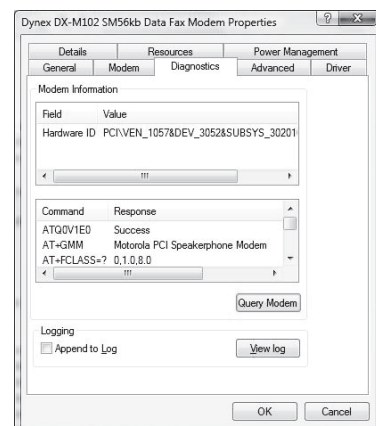 Dynex DX-M102 SM56kb Data Fax Modem Properties
Details Resources Power Management
General Modem Diagnostics Advanced Driver
Modem Information
Field Value
Hardware ID PCI\VEN_1057&DEV_3052&SUBSYS_30201
Command Response
ATQ0V1E0 Success
AT+GMM Motorola PCI Speakerphone Modem
AT+FCLASS=? 0,1.0,8.0
Query Modem
Logging
Append to Log View log
OK Cancel